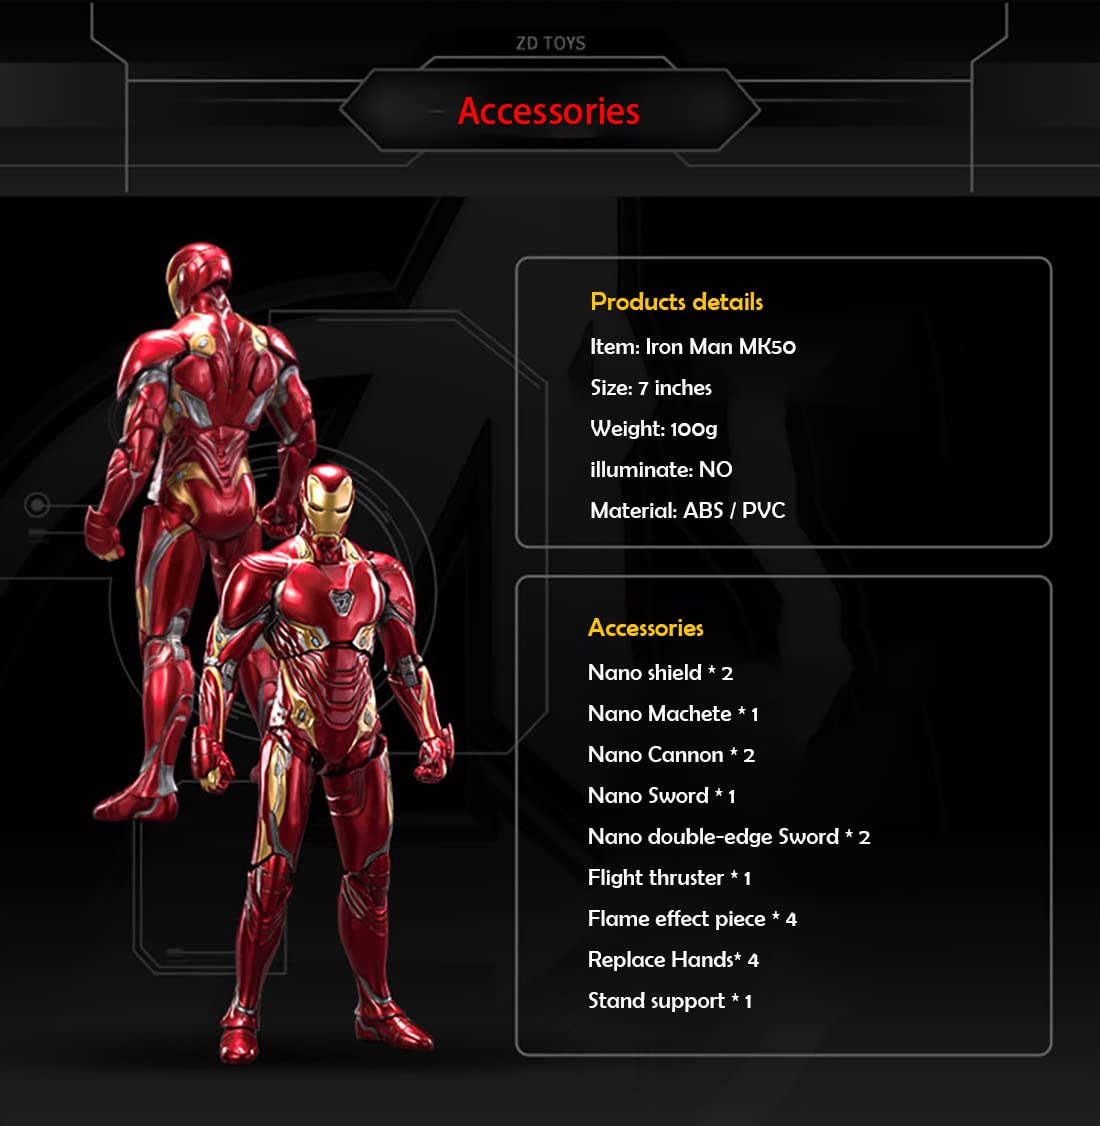 ZD TOYS
Accessories
Products details
Item: Iron Man MK50
Size: 7 inches
Weight: 100g
illuminate: NO
Material: ABS / PVC
Accessories
Nano shield * 2
Nano Machete * 1
Nano Cannon * 2
Nano Sword * 1
Nano double-edge Sword * 2
Flight thruster * 1
Flame effect piece * 4
Replace Hands* 4
Stand support * 1